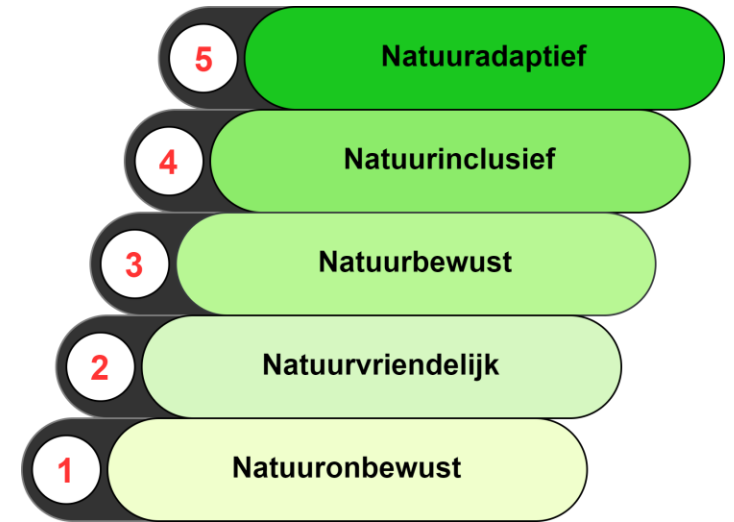 5 Natuuradaptief
4 Natuurinclusief
3 Natuurbewust
2 Natuurvriendelijk
1 Natuuronbewust